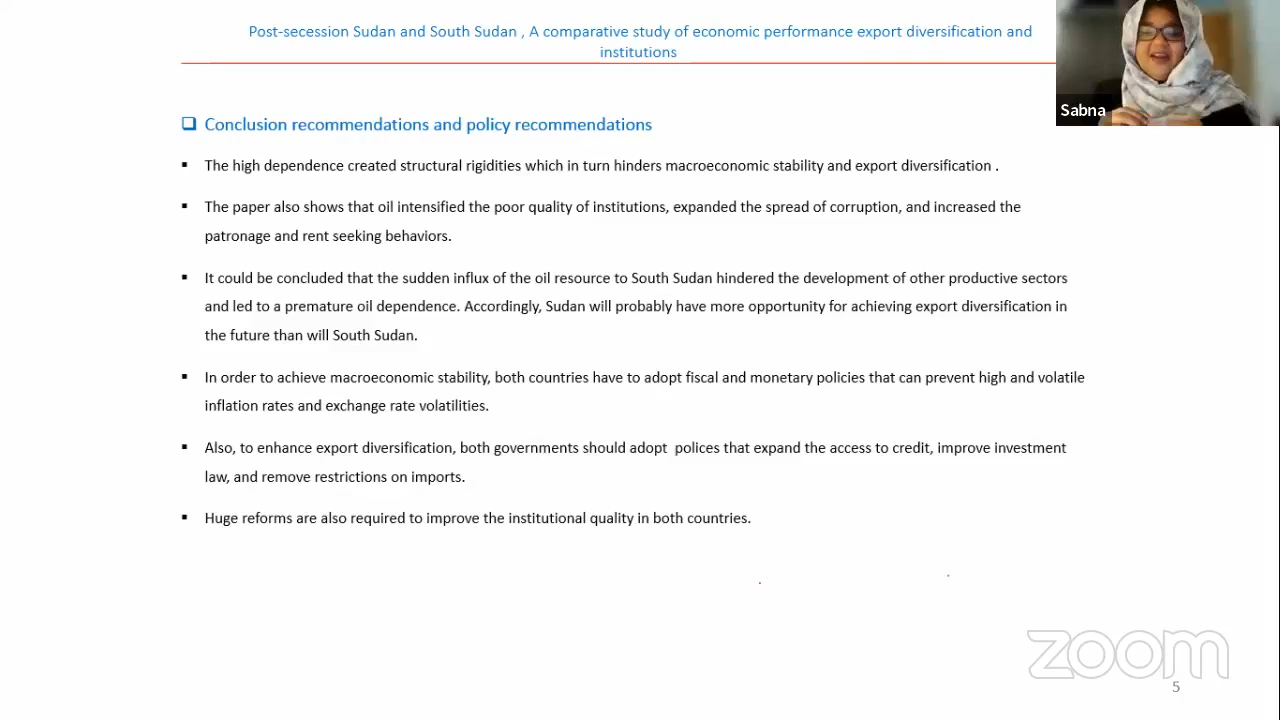 Post-secession Sudan and South Sudan , A comparative study of economic performance export diversification and
institutions
Sabna
Conclusion recommendations and policy recommendations
The high dependence created structural rigidities which in turn hinders macroeconomic stability and export diversification .
The paper also shows that oil intensified the poor quality of institutions, expanded the spread of corruption, and increased the
patronage and rent seeking behaviors.
It could be concluded that the sudden influx of the oil resource to South Sudan hindered the development of other productive sectors
and led to a premature oil dependence. Accordingly, Sudan will probably have more opportunity for achieving export diversification in
the future than will South Sudan.
In order to achieve macroeconomic stability, both countries have to adopt fiscal and monetary policies that can prevent high and volatile
inflation rates and exchange rate volatilities.
Also, to enhance export diversification, both governments should adopt  polices that expand the access to credit, improve investment
law, and remove restrictions on imports.
Huge reforms are also required to improve the institutional quality in both countries.
zoom
5